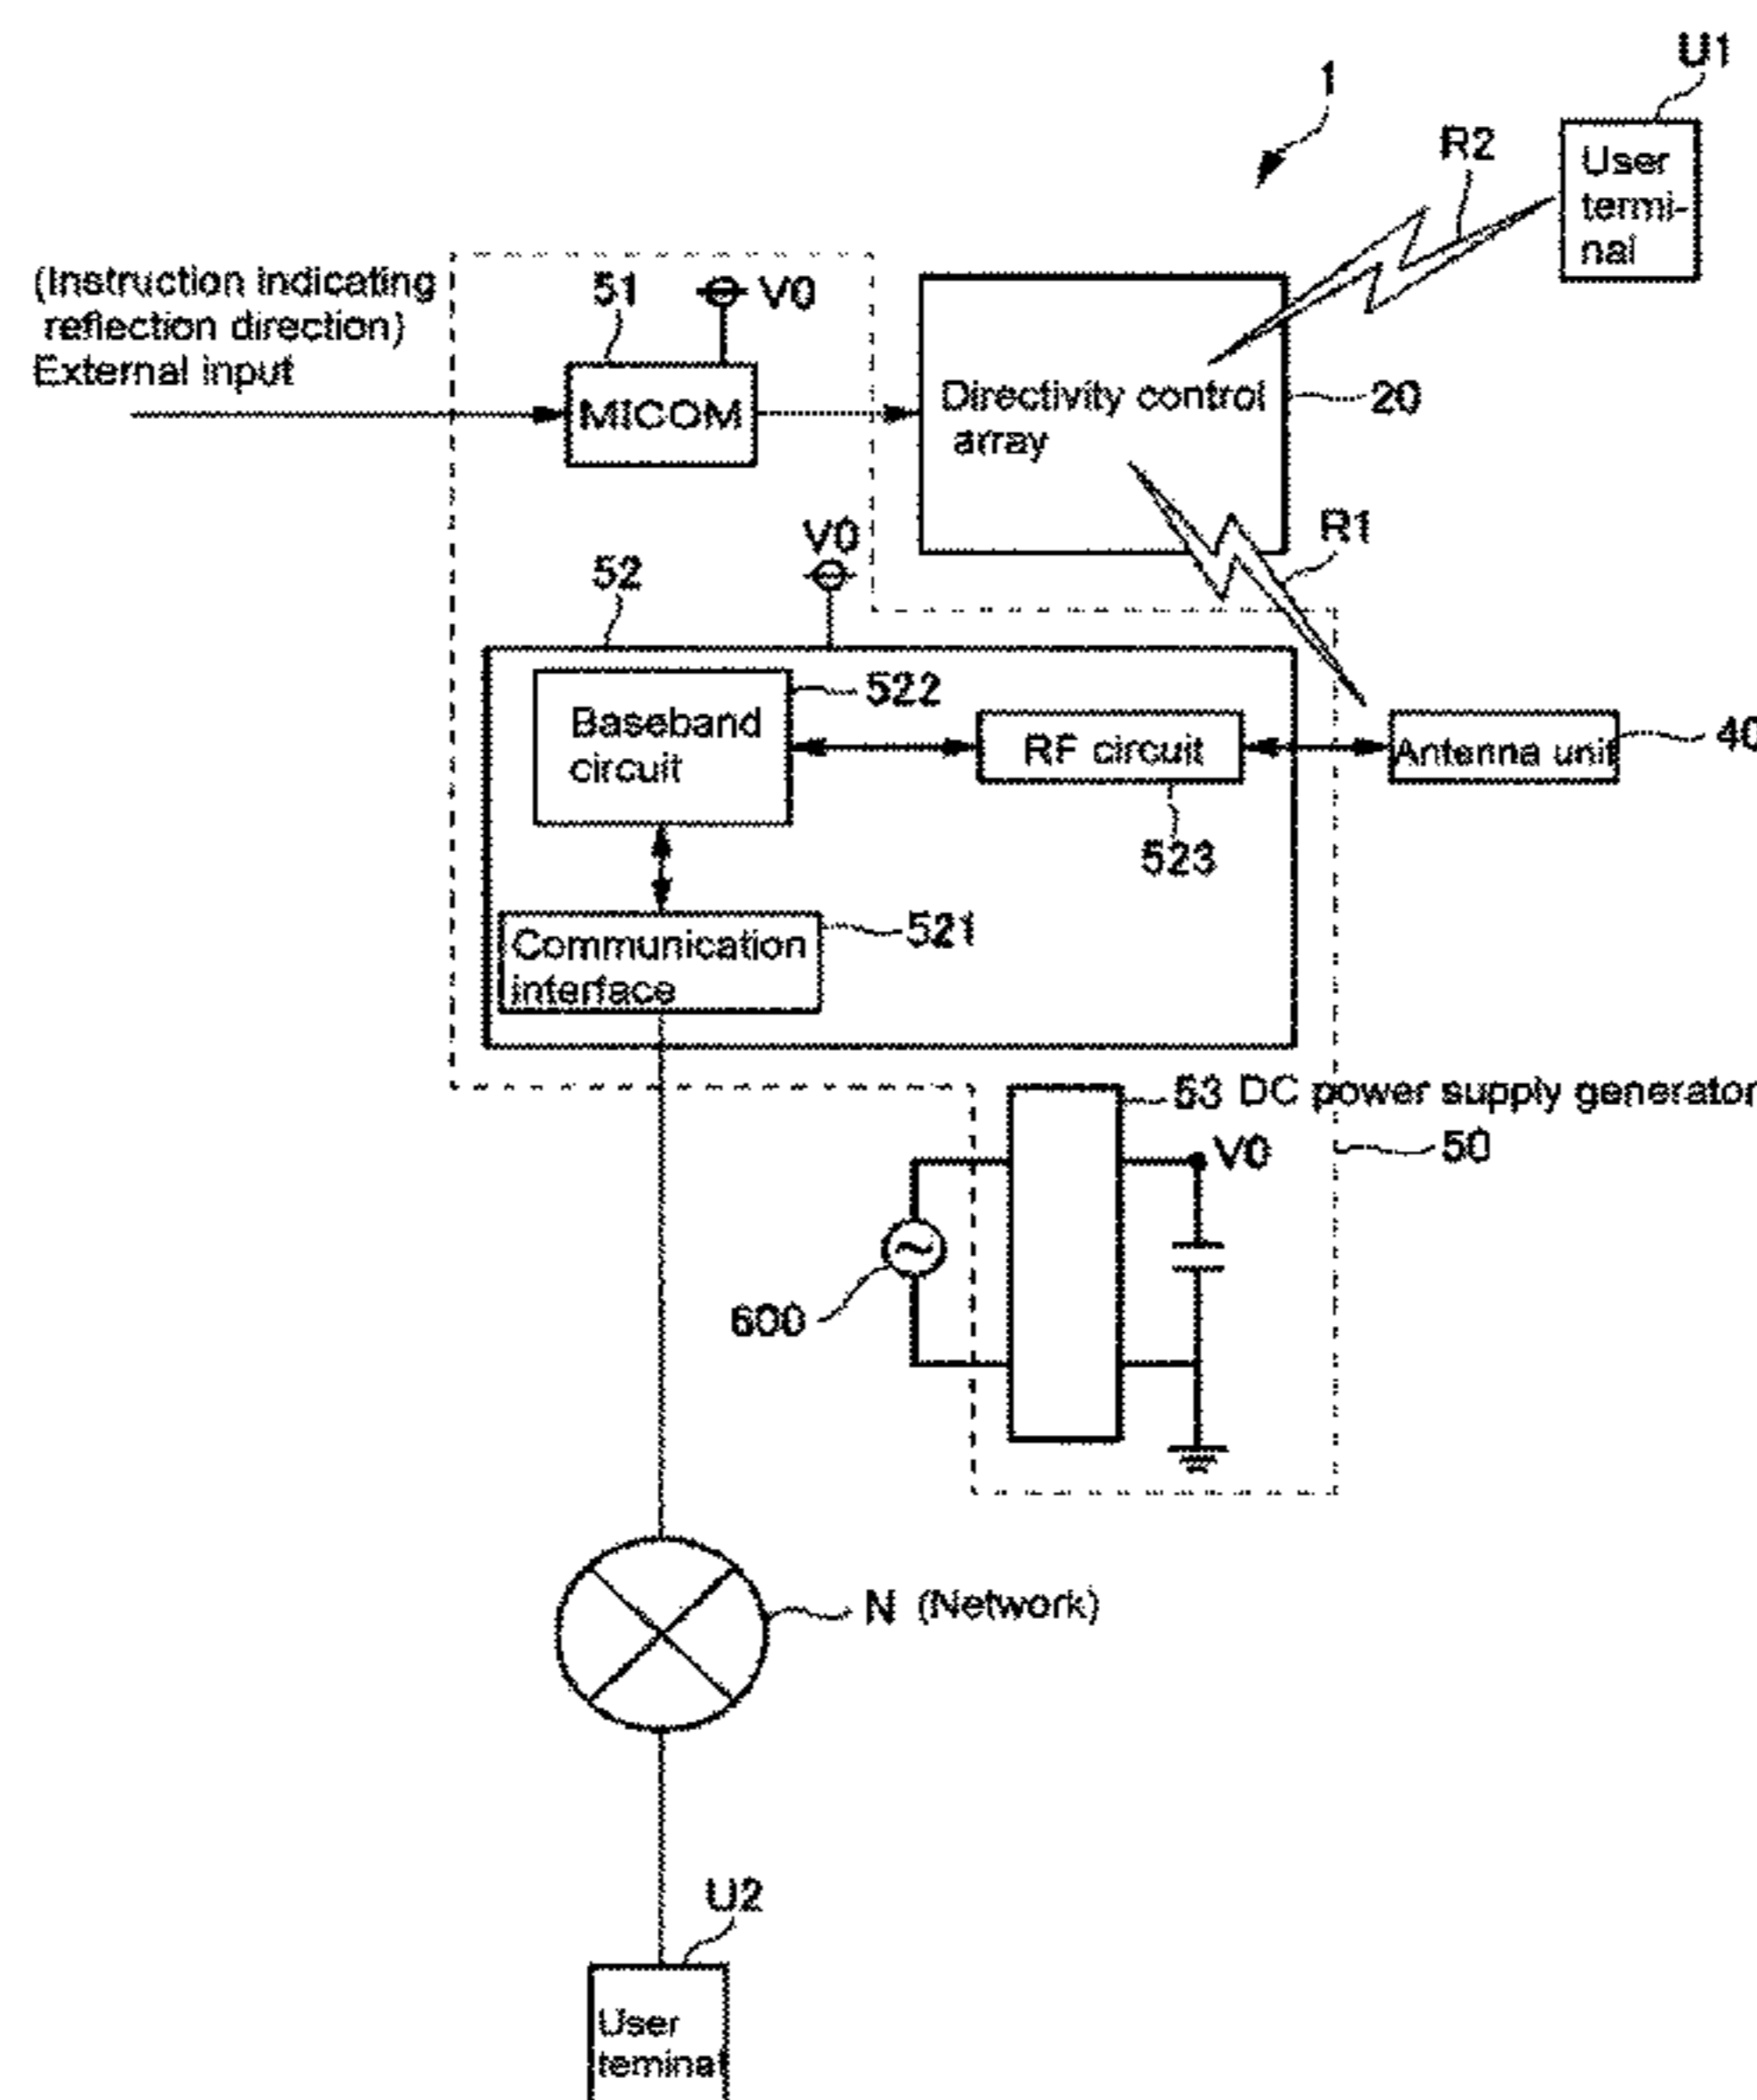 U1
1
R2
User
termi-
nal
(Instruction indicating
reflection direction)
External input
51
V0
MICOM
Directivity control
array
20
V0
R1
52
522
Baseband
circuit
RF circuit
Antenna unit
40
523
521
Communication
interface
53 DC power supply generator
V0
50
600
N (Network)
U2
User
teminal